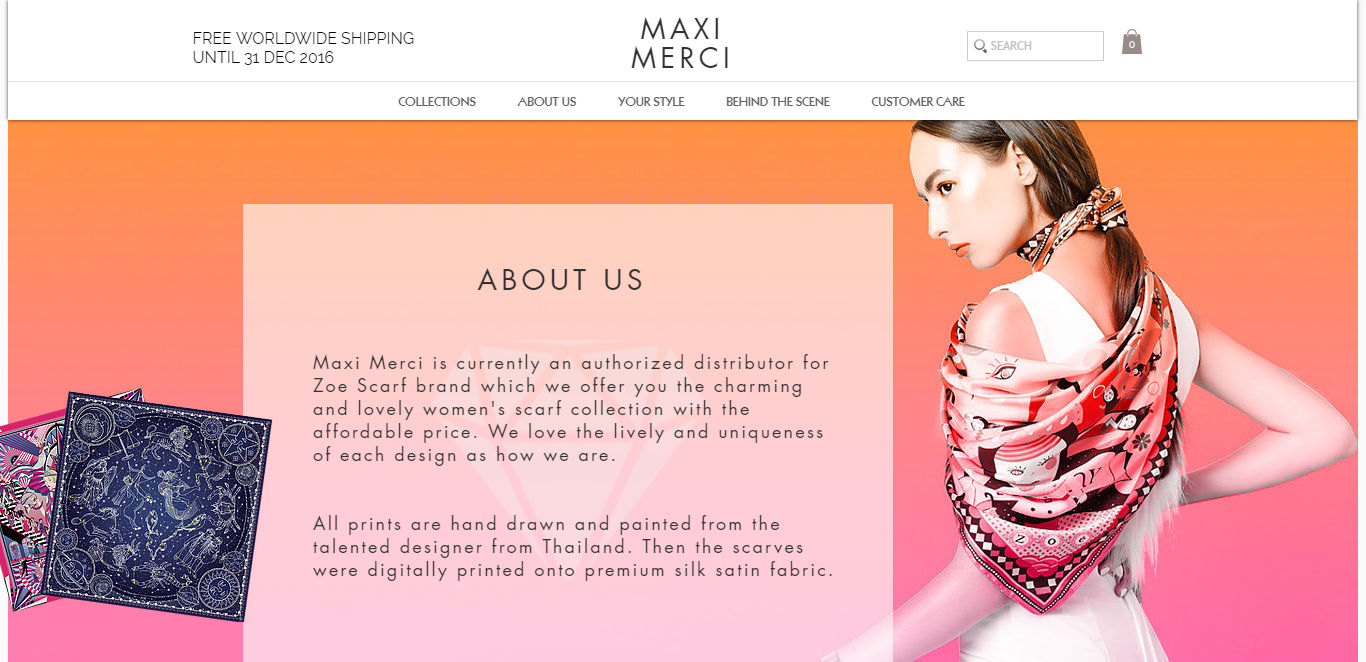 FREE WORLDWIDE SHIPPING
UNTIL 31 DEC 2016
MAXI
MERCI
SEARCH
0
COLLECTIONS
ABOUT US
YOUR STYLE
BEHIND THE SCENE
CUSTOMER CARE
ABOUT US
Maxi Merci is currently an authorized distributor for
Zoe Scarf brand which we offer you the charming
and lovely women's scarf collection with the
affordable price. We love the lively and uniqueness
of each design as how we are.
All prints are hand drawn and painted from the
talented designer from Thailand. Then the scarves
were digitally printed onto premium silk satin fabric.
Zoe